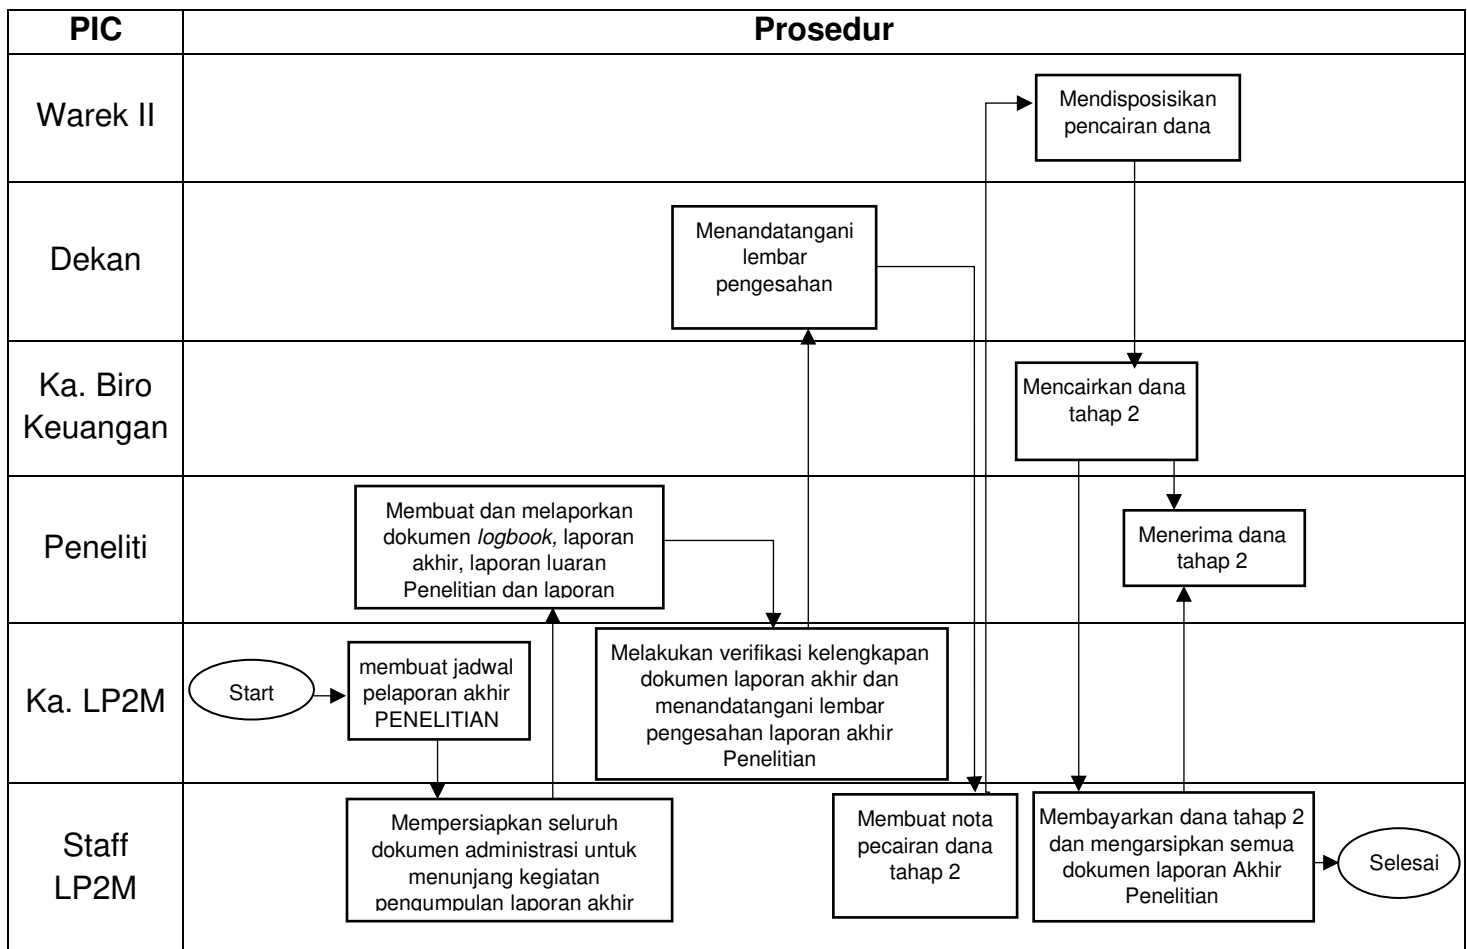 PIC
Prosedur
Warek II
Mendisposisikan
pencairan dana
Dekan
Menandatangani
lembar
pengesahan
Ka. Biro
Keuangan
Mencairkan dana
tahap 2
Peneliti
Membuat dan melaporkan
dokumen logbook, laporan
akhir, laporan luaran
Penelitian dan laporan
Menerima dana
tahap 2
Ka. LP2M
Start
membuat jadwal
pelaporan akhir
PENELITIAN
Melakukan verifikasi kelengkapan
dokumen laporan akhir dan
menandatangani lembar
pengesahan laporan akhir
Penelitian
Staff
LP2M
Mempersiapkan seluruh
dokumen administrasi untuk
menunjang kegiatan
pengumpulan laporan akhir
Membuat nota
pecairan dana
tahap 2
Membayarkan dana tahap 2
dan mengarsipkan semua
dokumen laporan Akhir
Penelitian
Selesai